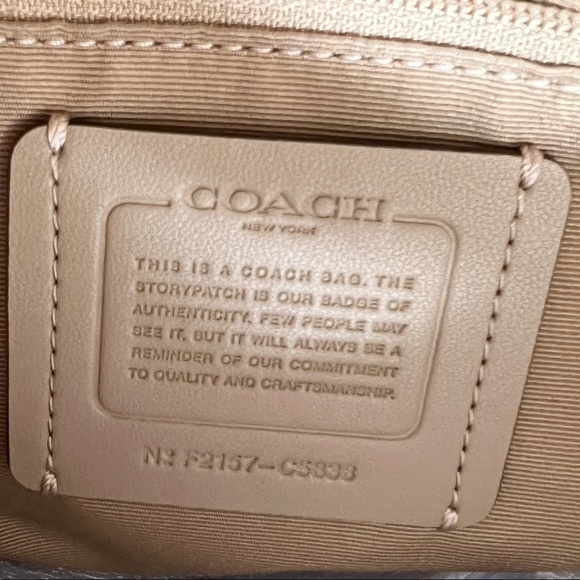 COACH
NEW YORK
THIS IS A COACH BAG. THE
STORYPATCH IS OUR BADGE OF
AUTHENTICITY. FEW PEOPLE MAY
SEE IT. BUT IT WILL ALWAYS BE A
REMINDER OF OUR COMMITMENT
TO QUALITY AND CRAFTSMANSHIP.
Nº F2157-C5838